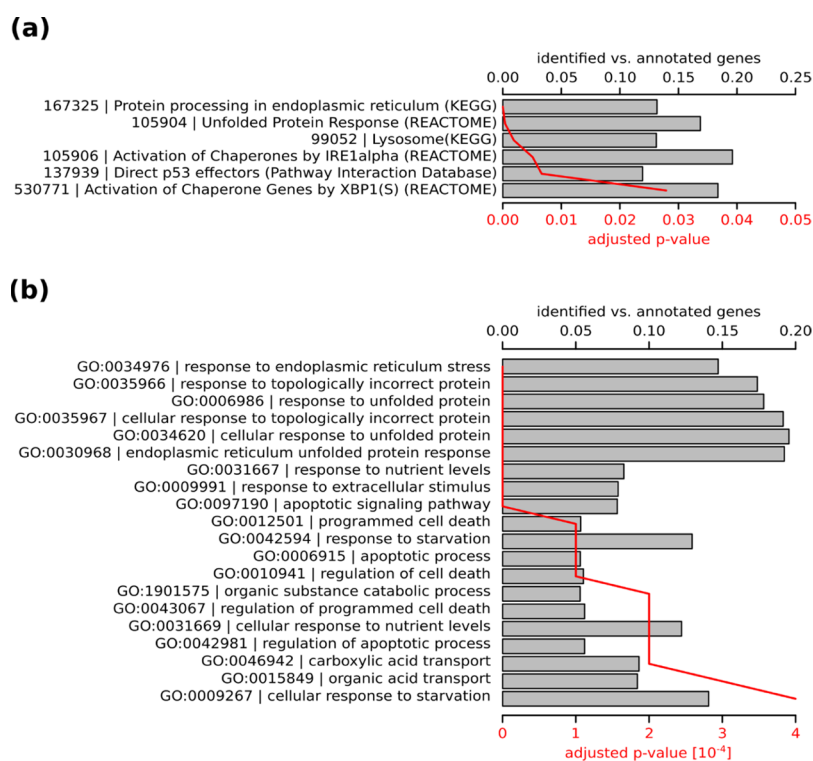 (a)
identified vs. annotated genes
0.00 0.05 0.10 0.15 0.20 0.25
167325 | Protein processing in endoplasmic reticulum (KEGG)
105904 | Unfolded Protein Response (REACTOME)
99052 | Lysosome(KEGG)
105906 | Activation of Chaperones by IRE1alpha (REACTOME)
137939 | Direct p53 effectors (Pathway Interaction Database)
530771 | Activation of Chaperone Genes by XBP1(S) (REACTOME)
0.00 0.01 0.02 0.03 0.04 0.05
adjusted p-value
(b)
identified vs. annotated genes
0.00 0.05 0.10 0.15 0.20
GO:0034976 | response to endoplasmic reticulum stress
GO:0035966 | response to topologically incorrect protein
GO:0006986 | response to unfolded protein
GO:0035967 | cellular response to topologically incorrect protein
GO:0034620 | cellular response to unfolded protein
GO:0030968 | endoplasmic reticulum unfolded protein response
GO:0031667 | response to nutrient levels
GO:0009991 | response to extracellular stimulus
GO:0097190 | apoptotic signaling pathway
GO:0012501 | programmed cell death
GO:0042594 | response to starvation
GO:0006915 | apoptotic process
GO:0010941 | regulation of cell death
GO:1901575 | organic substance catabolic process
GO:0043067 | regulation of programmed cell death
GO:0031669 | cellular response to nutrient levels
GO:0042981 | regulation of apoptotic process
GO:0046942 | carboxylic acid transport
GO:0015849 | organic acid transport
GO:0009267 | cellular response to starvation
0 1 2 3 4
adjusted p-value [10⁻⁴]